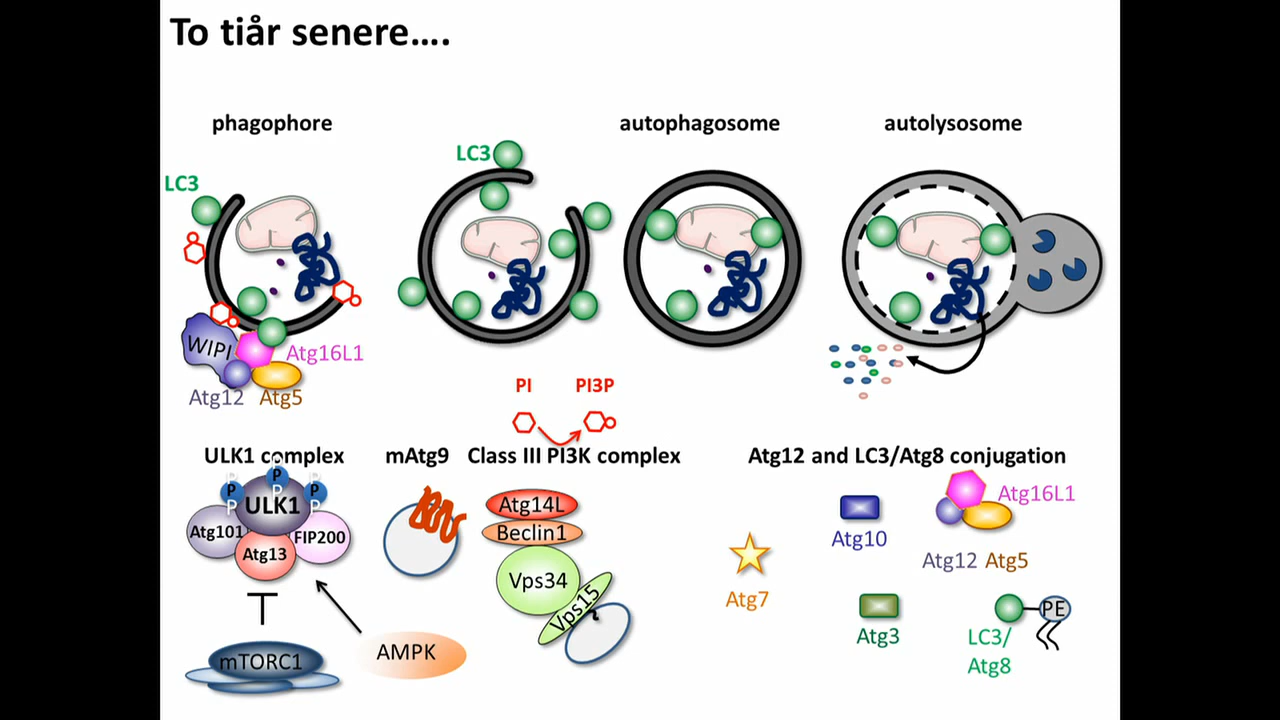 To tiår senere….
phagophore
autophagosome
autolysosome
LC3
LC3
WIPI
Atg16L1
Atg12
Atg5
PI
PI3P
ULK1 complex
mAtg9
Class III PI3K complex
Atg12 and LC3/Atg8 conjugation
P
P
P
P
P
P
P
P
P
ULK1
Atg101
FIP200
Atg13
mTORC1
AMPK
Atg14L
Beclin1
Vps34
Vps15
Atg7
Atg10
Atg3
Atg16L1
Atg12
Atg5
PE
LC3/
Atg8